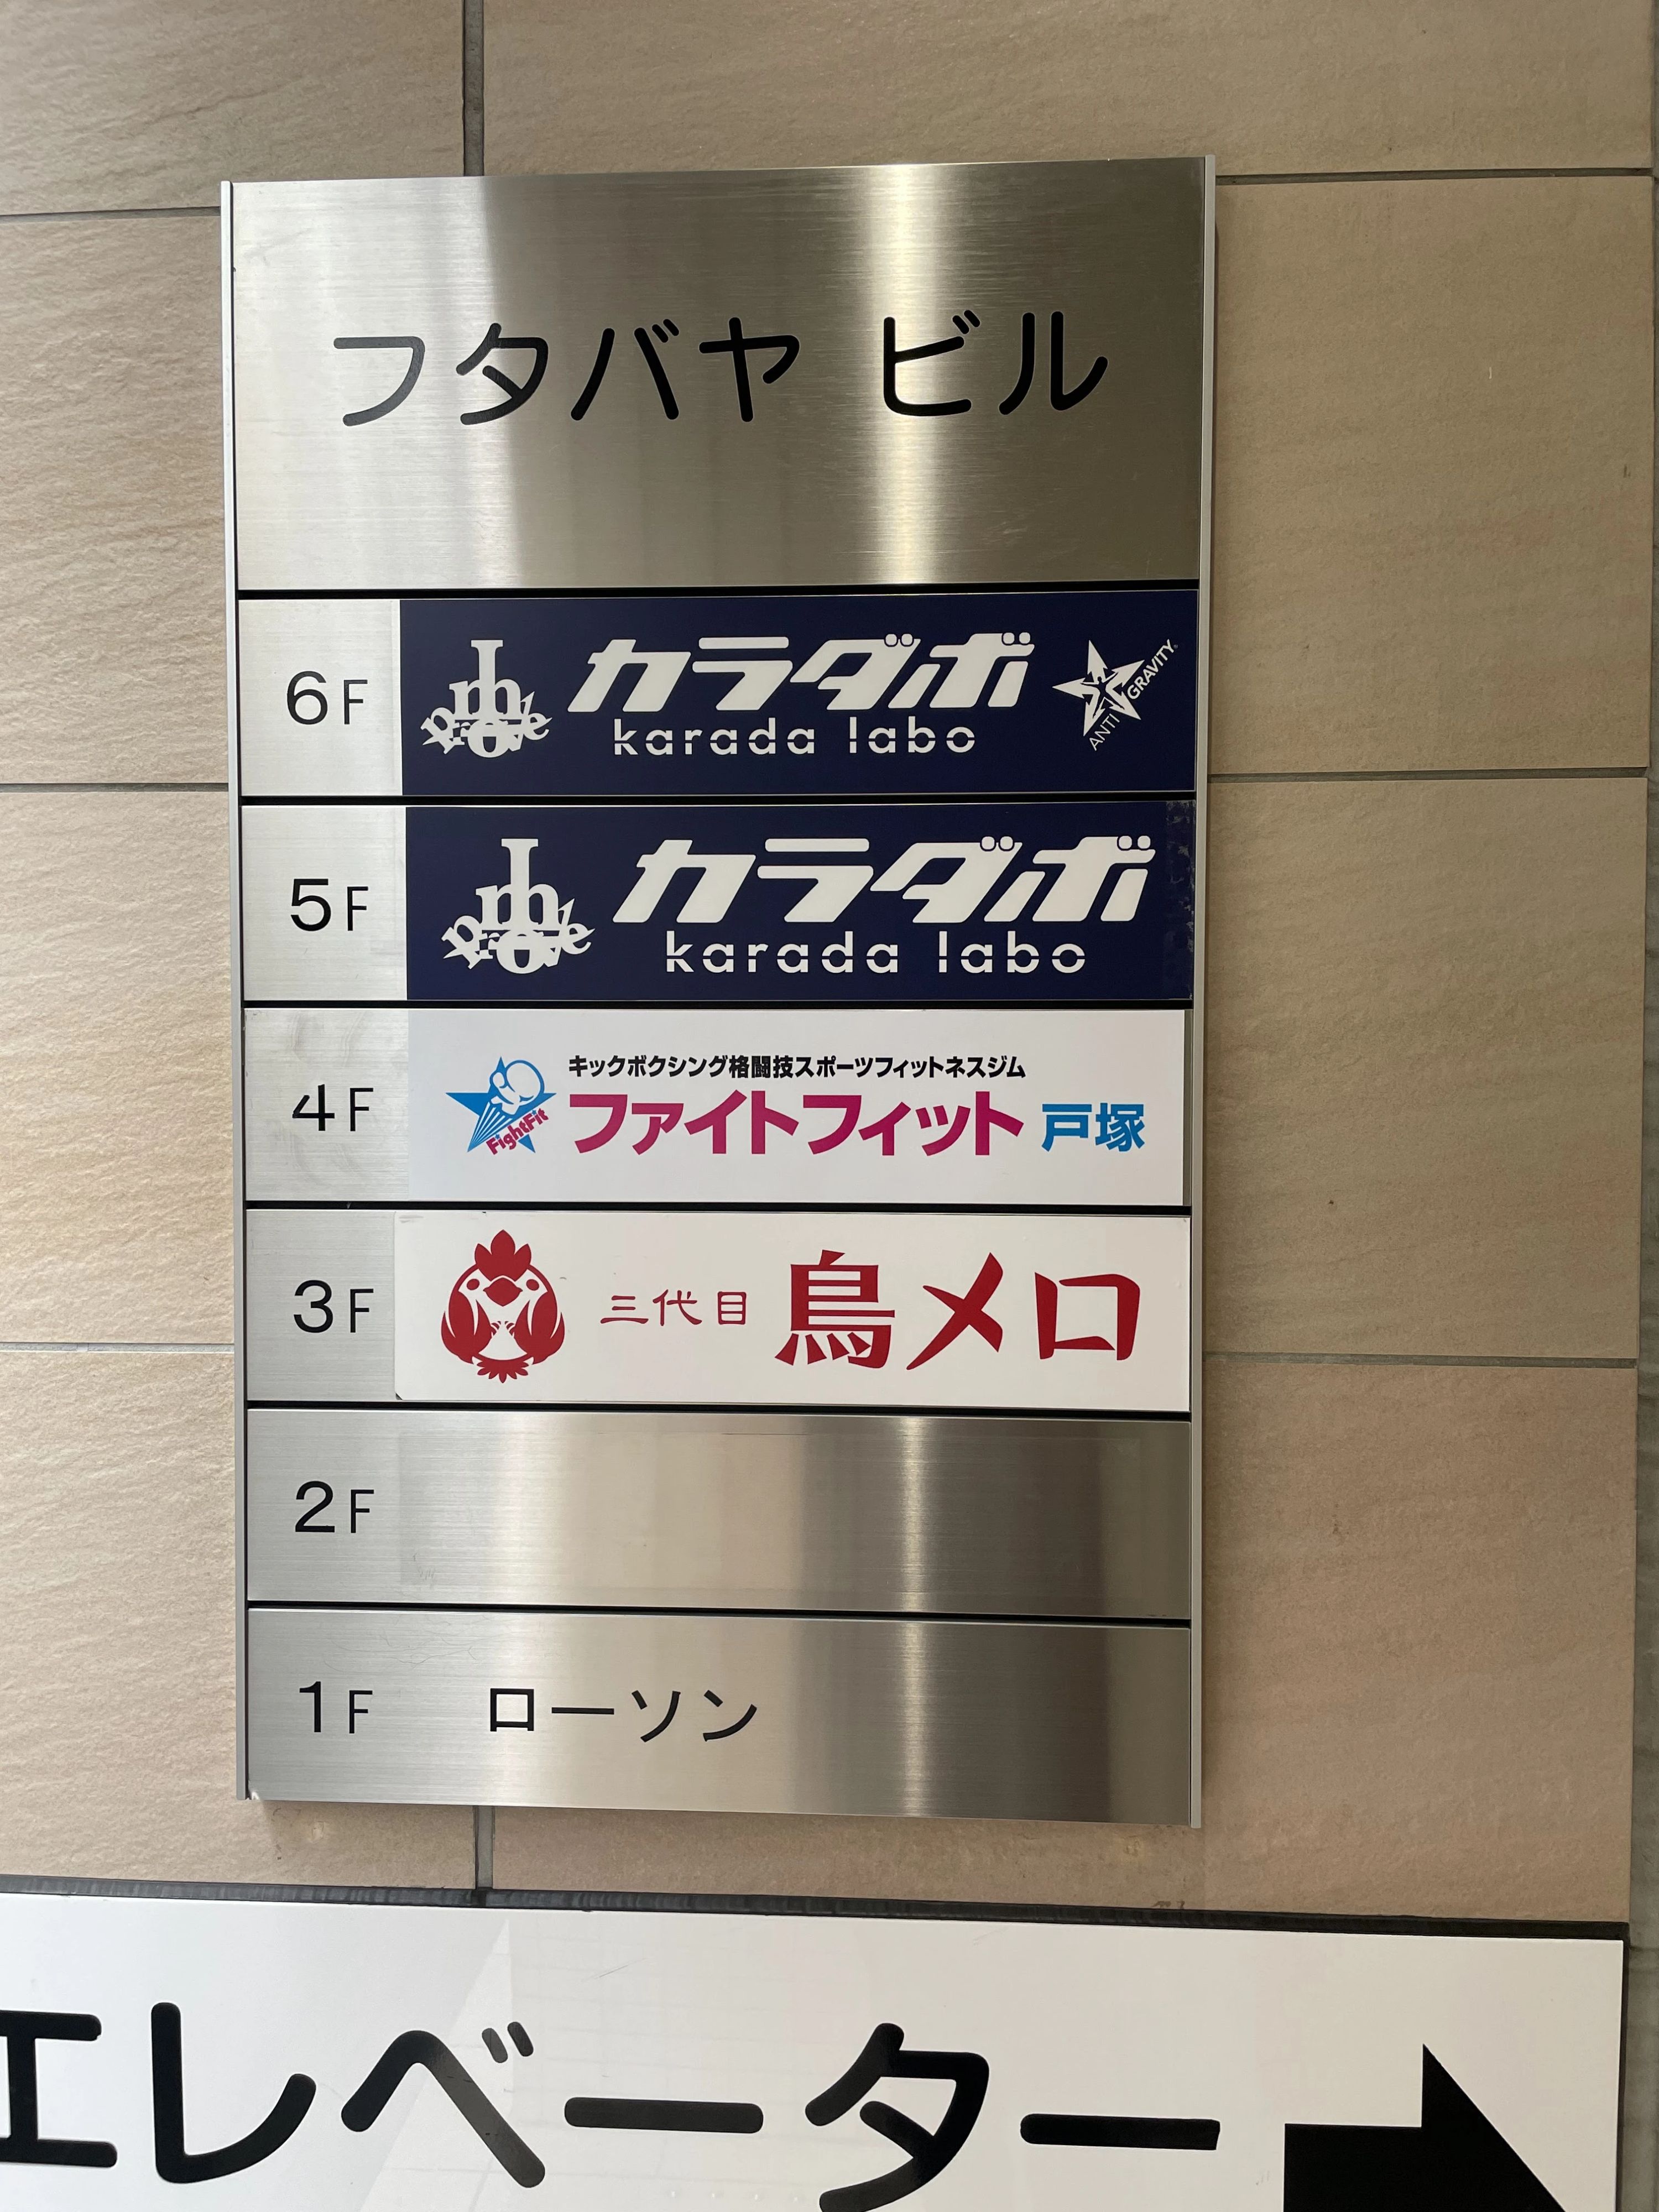 フタバヤ ビル
6F Improve カラダボ ANTI GRAVITY
karada labo
5F Improve カラダボ
karada labo
キックボクシング格闘技スポーツフィットネスジム
4F FightFit ファイトフィット 戸塚
3F 三代目 鳥メロ
2F
1F ローソン
エレベーター